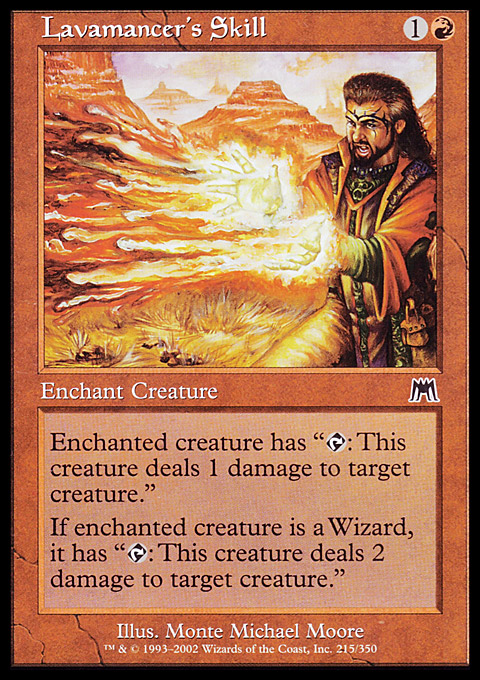 Lavamancer's Skill 1
Enchant Creature
Enchanted creature has “: This
creature deals 1 damage to target
creature.”
If enchanted creature is a Wizard,
it has “: This creature deals 2
damage to target creature.”
Illus. Monte Michael Moore
™ & © 1993–2002 Wizards of the Coast, Inc. 215/350